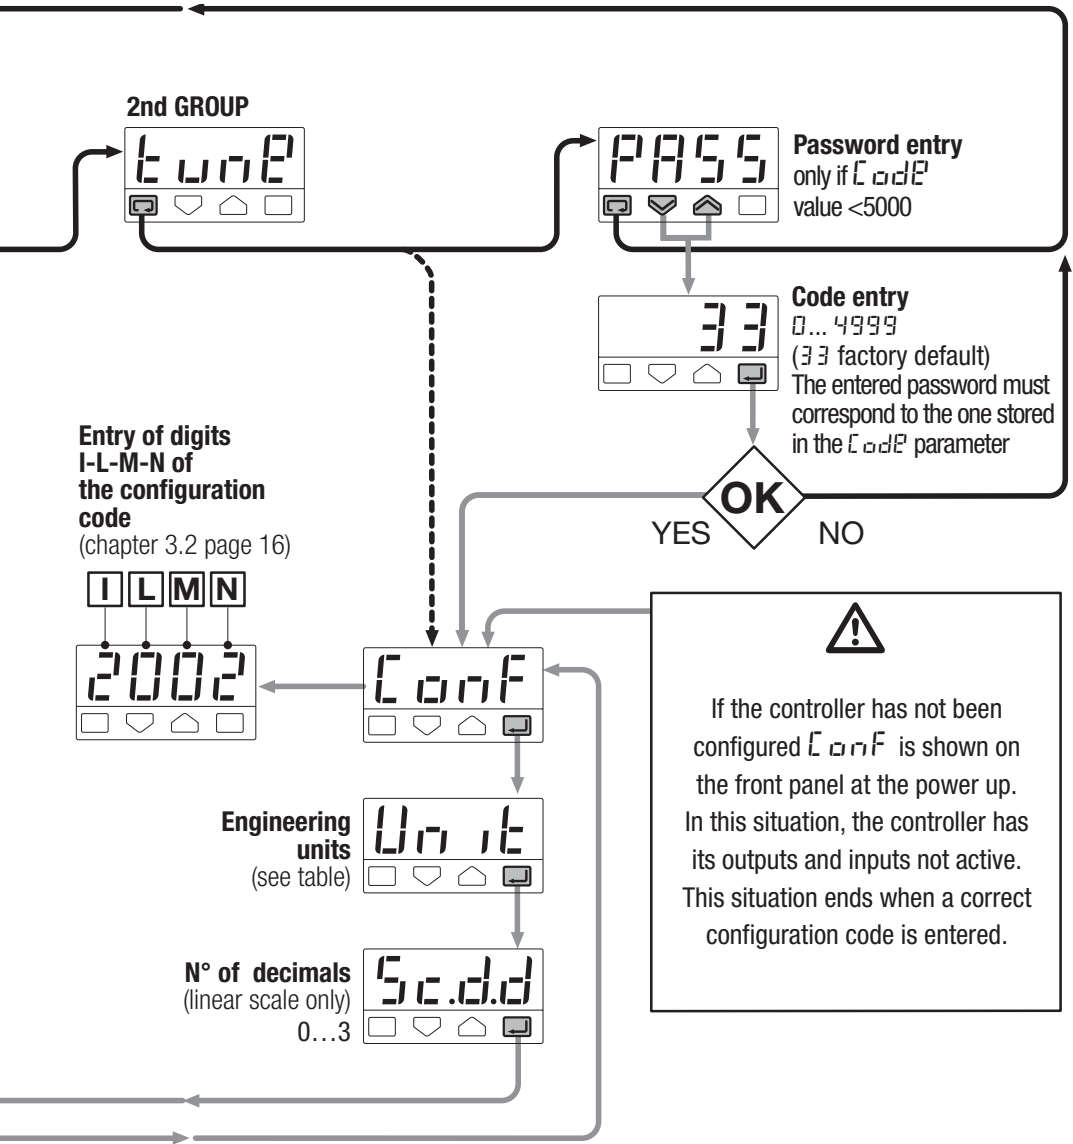 2nd GROUP
tunE
PASS
Password entry
only if CodE
value <5000
33
Code entry
0... 4999
(33 factory default)
The entered password must
correspond to the one stored
in the CodE parameter
OK
YES
NO
Entry of digits
I-L-M-N of
the configuration
code
(chapter 3.2 page 16)
I L M N
2002
ConF
If the controller has not been
configured ConF is shown on
the front panel at the power up.
In this situation, the controller has
its outputs and inputs not active.
This situation ends when a correct
configuration code is entered.
Engineering
units
(see table)
Unit
N° of decimals
(linear scale only)
0…3
Sc.d.d